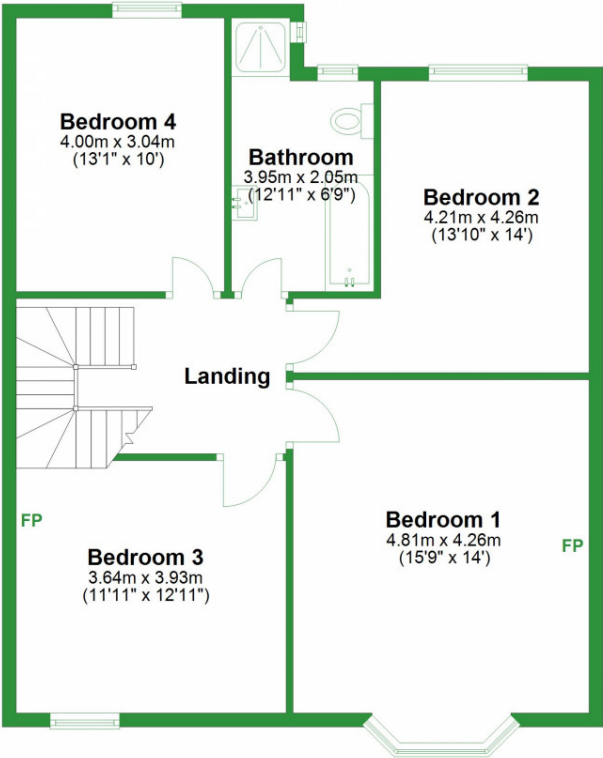 Bedroom 4
4.00m x 3.04m
(13'1" x 10')
Bathroom
3.95m x 2.05m
(12'11" x 6'9")
Bedroom 2
4.21m x 4.26m
(13'10" x 14')
Landing
FP
Bedroom 3
3.64m x 3.93m
(11'11" x 12'11")
Bedroom 1
4.81m x 4.26m
(15'9" x 14')
FP